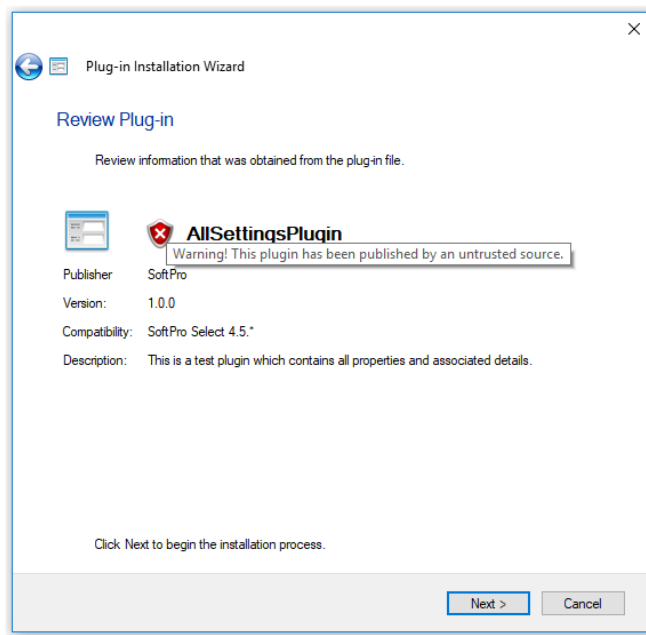 Plug-in Installation Wizard
Review Plug-in
Review information that was obtained from the plug-in file.
AllSettingsPlugin
Warning! This plugin has been published by an untrusted source.
Publisher SoftPro
Version: 1.0.0
Compatibility: SoftPro Select 4.5.*
Description: This is a test plugin which contains all properties and associated details.
Click Next to begin the installation process.
Next >
Cancel